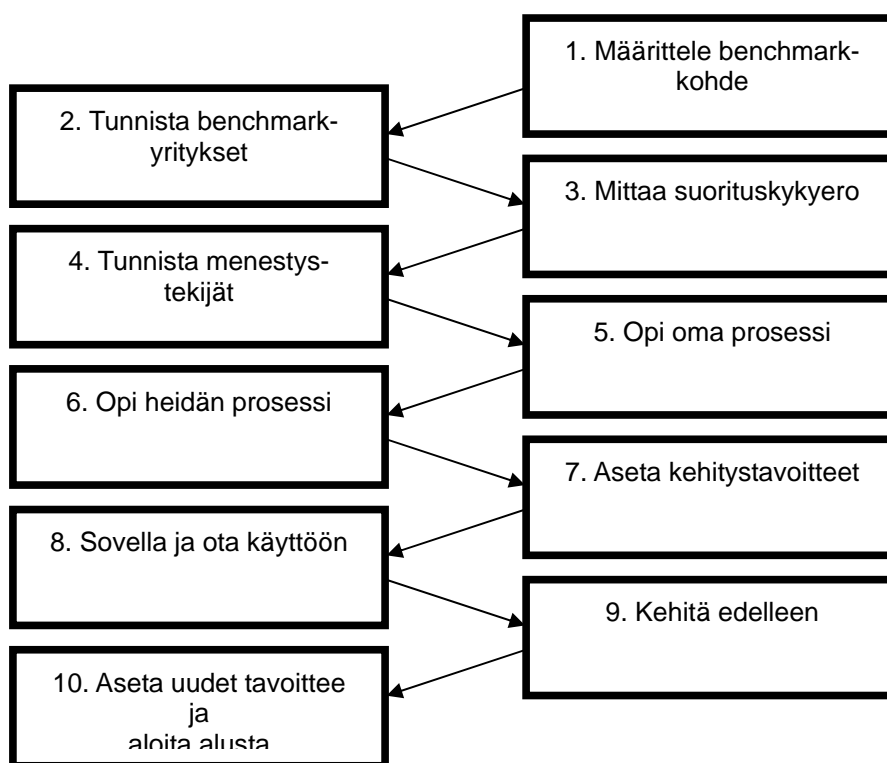 1. Määrittele benchmark-
kohde
2. Tunnista benchmark-
yritykset
3. Mittaa suorituskykyero
4. Tunnista menestys-
tekijät
5. Opi oma prosessi
6. Opi heidän prosessi
7. Aseta kehitystavoitteet
8. Sovella ja ota käyttöön
9. Kehitä edelleen
10. Aseta uudet tavoittee
ja
aloita alusta